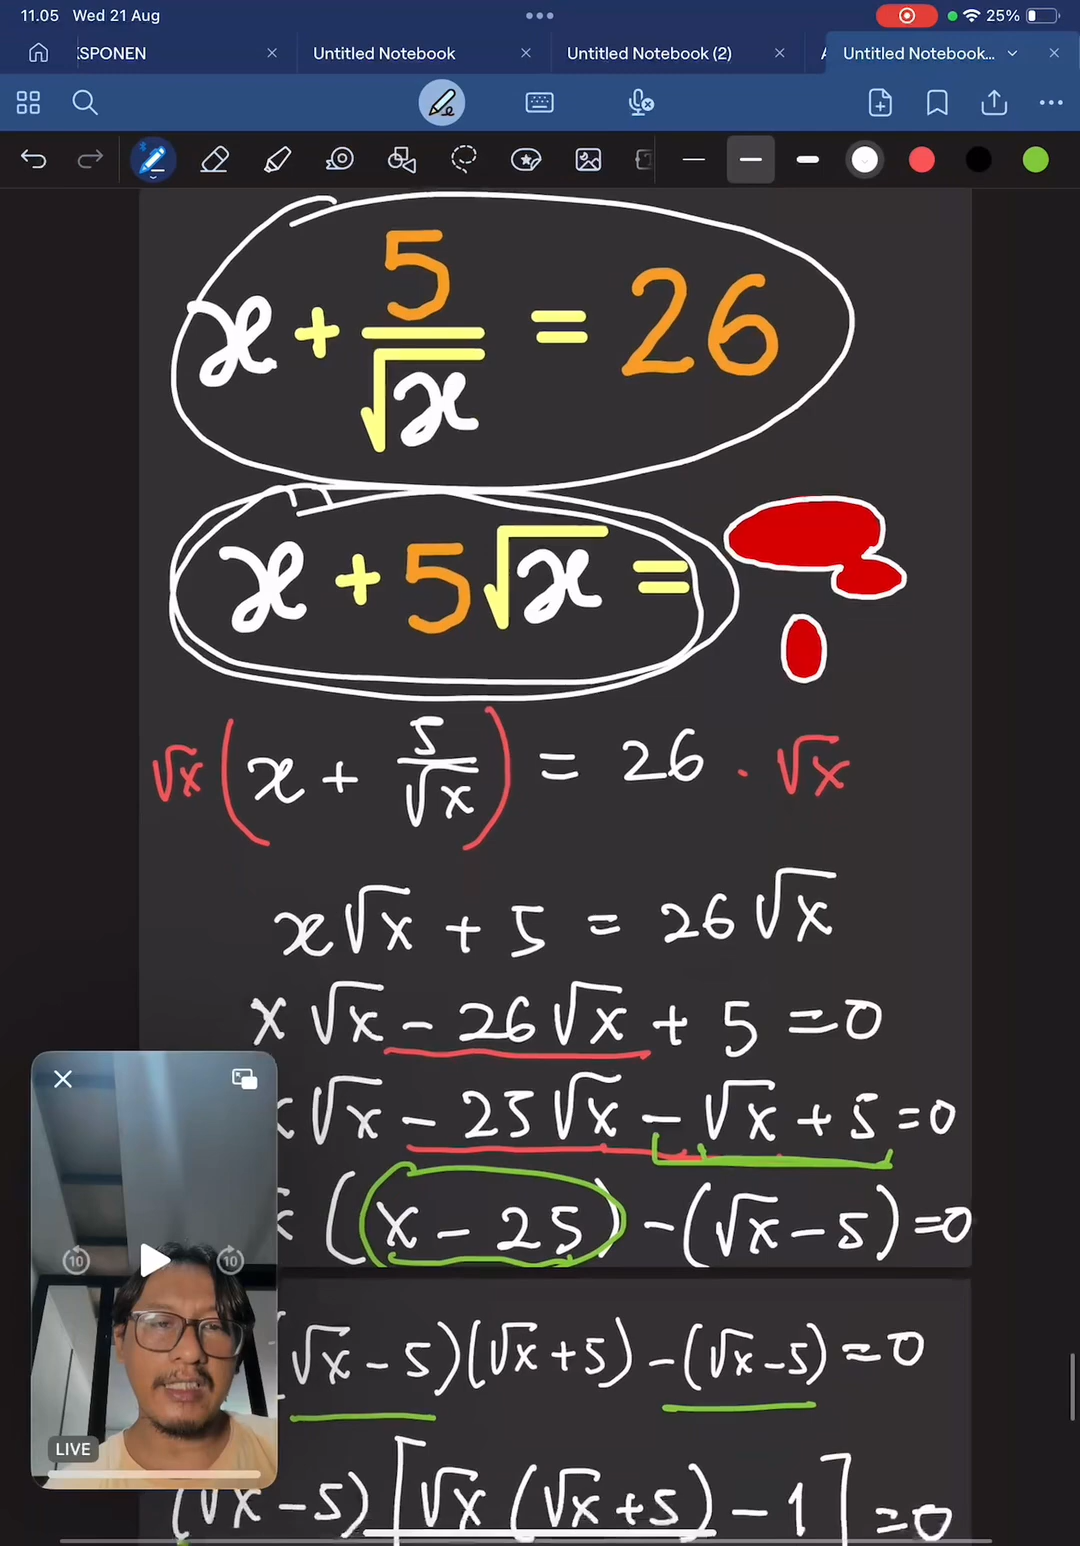 11.05 Wed 21 Aug
25%
KSPONEN
Untitled Notebook
Untitled Notebook (2)
Untitled Notebook...
x + 5/√x = 26
x + 5√x =
√x (x + 5/√x) = 26 · √x
x√x + 5 = 26√x
x√x - 26√x + 5 = 0
√x - 25√x - √x + 5 = 0
(x - 25) - (√x - 5) = 0
√x - 5)(√x + 5) - (√x - 5) = 0
(√x - 5) [√x (√x + 5) - 1] = 0
10
10
LIVE